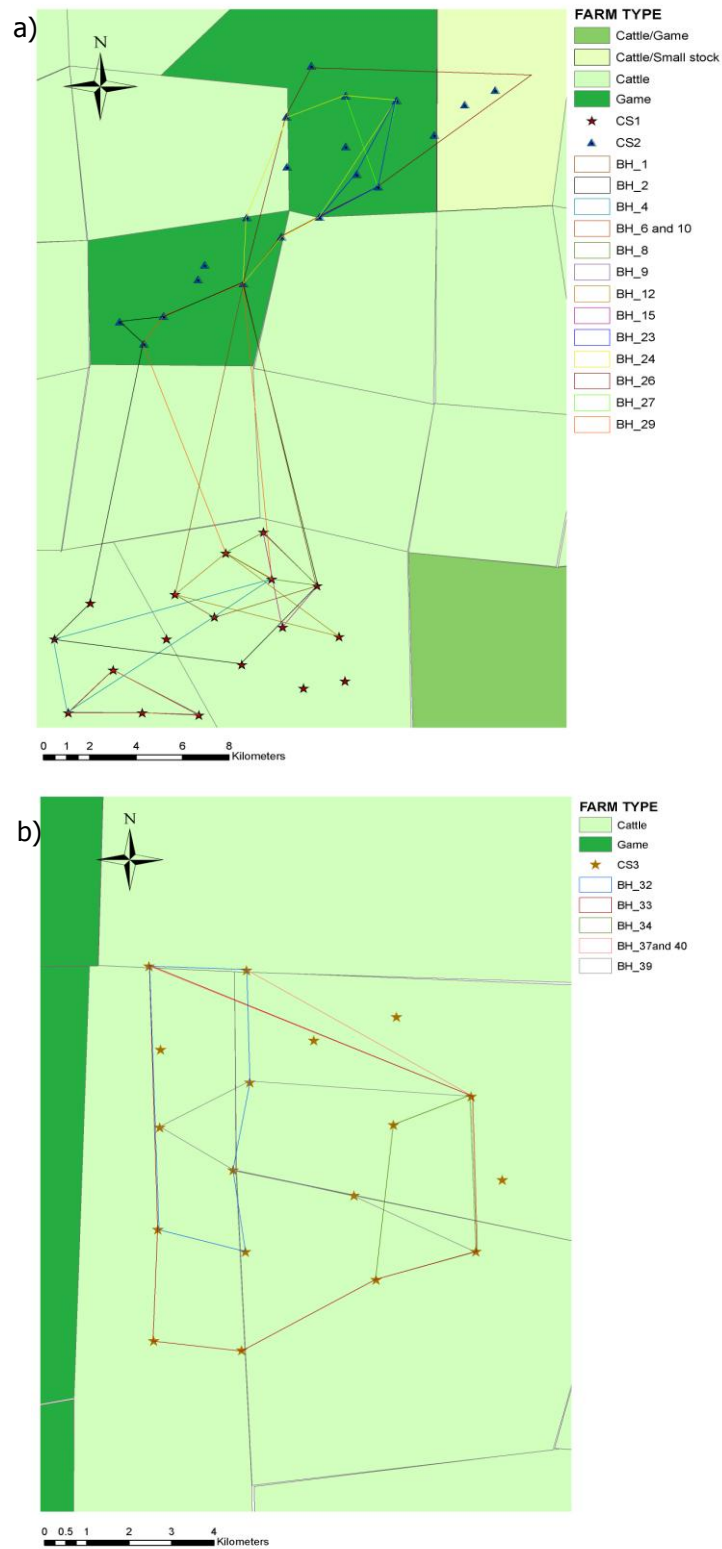 a)
N
FARM TYPE
Cattle/Game
Cattle/Small stock
Cattle
Game
CS1
CS2
BH_1
BH_2
BH_4
BH_6 and 10
BH_8
BH_9
BH_12
BH_15
BH_23
BH_24
BH_26
BH_27
BH_29
0 1 2 4 6 8
Kilometers
b)
N
FARM TYPE
Cattle
Game
CS3
BH_32
BH_33
BH_34
BH_37and 40
BH_39
0 0.5 1 2 3 4
Kilometers